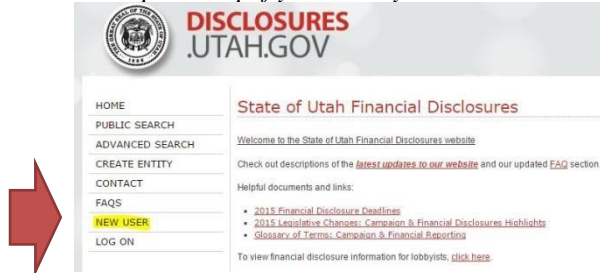 DISCLOSURES
.UTAH.GOV
HOME
PUBLIC SEARCH
ADVANCED SEARCH
CREATE ENTITY
CONTACT
FAQS
NEW USER
LOG ON
State of Utah Financial Disclosures
Welcome to the State of Utah Financial Disclosures website
Check out descriptions of the latest updates to our website and our updated FAQ section.
Helpful documents and links:
2015 Financial Disclosure Deadlines
2015 Legislative Changes: Campaign & Financial Disclosures Highlights
Glossary of Terms: Campaign & Financial Reporting
To view financial disclosure information for lobbyists, click here.